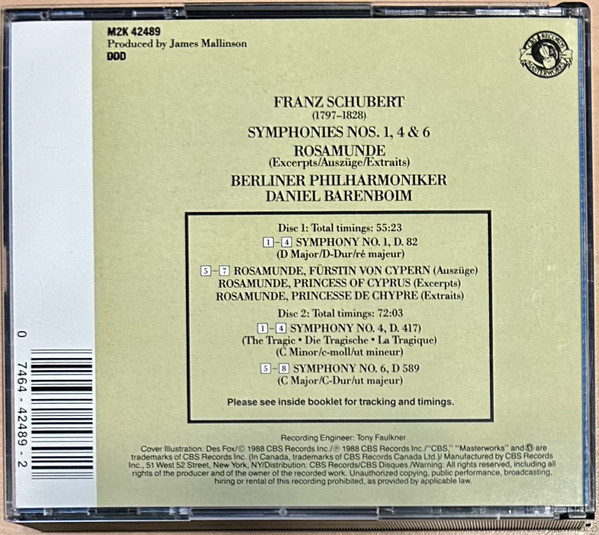 M2K 42489
Produced by James Mallinson
DDD
CBS RECORDS
MASTERWORKS
FRANZ SCHUBERT
(1797–1828)
SYMPHONIES NOS. 1, 4 & 6
ROSAMUNDE
(Excerpts/Auszüge/Extraits)
BERLINER PHILHARMONIKER
DANIEL BARENBOIM
Disc 1: Total timings: 55:23
1–4 SYMPHONY NO. 1, D. 82
(D Major/D-Dur/ré majeur)
5–7 ROSAMUNDE, FÜRSTIN VON CYPERN (Auszüge)
ROSAMUNDE, PRINCESS OF CYPRUS (Excerpts)
ROSAMUNDE, PRINCESSE DE CHYPRE (Extraits)
Disc 2: Total timings: 72:03
1–4 SYMPHONY NO. 4, D. 417)
(The Tragic • Die Tragische • La Tragique)
(C Minor/c-moll/ut mineur)
5–8 SYMPHONY NO. 6, D 589
(C Major/C-Dur/ut majeur)
Please see inside booklet for tracking and timings.
Recording Engineer: Tony Faulkner
Cover Illustration: Des Fox/© 1988 CBS Records Inc./℗ 1988 CBS Records Inc./"CBS," "Masterworks" and are
trademarks of CBS Records Inc. (In Canada, trademarks of CBS Records Canada Ltd.)/ Manufactured by CBS Records
Inc., 51 West 52 Street, New York, NY/Distribution: CBS Records/CBS Disques /Warning: All rights reserved, including all
rights of the producer and of the owner of the recorded work. Unauthorized copying, public performance, broadcasting,
hiring or rental of this recording prohibited, as provided by applicable law.
0 7464-42489-2